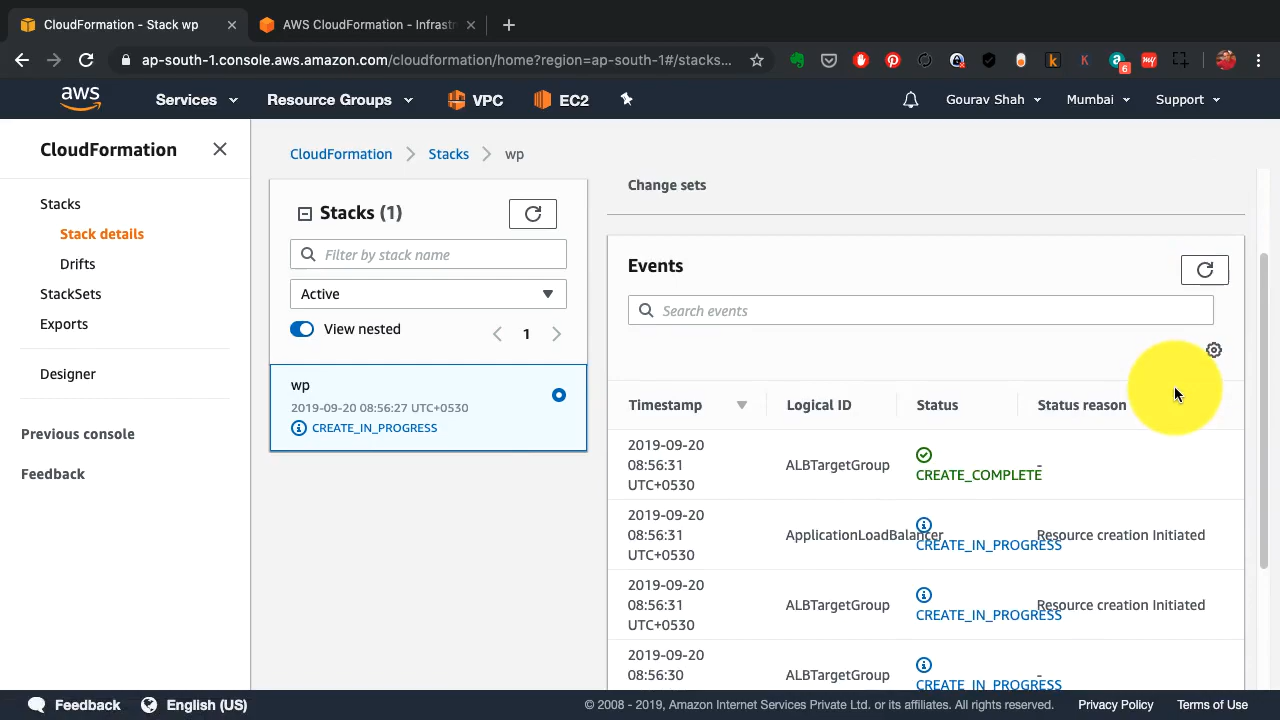 CloudFormation - Stack wp
AWS CloudFormation - Infrastr
ap-south-1.console.aws.amazon.com/cloudformation/home?region=ap-south-1#/stacks...
6
aws
Services
Resource Groups
VPC
EC2
Gourav Shah
Mumbai
Support
CloudFormation
Stacks
Stack details
Drifts
StackSets
Exports
Designer
Previous console
Feedback
CloudFormation
Stacks
wp
Stacks (1)
Filter by stack name
Active
View nested
1
wp
2019-09-20 08:56:27 UTC+0530
CREATE_IN_PROGRESS
Change sets
Events
Search events
Timestamp
Logical ID
Status
Status reason
2019-09-20
08:56:31
UTC+0530
ALBTargetGroup
CREATE_COMPLETE
-
2019-09-20
08:56:31
UTC+0530
ApplicationLoadBalancer
CREATE_IN_PROGRESS
Resource creation Initiated
2019-09-20
08:56:31
UTC+0530
ALBTargetGroup
CREATE_IN_PROGRESS
Resource creation Initiated
2019-09-20
08:56:30
ALBTargetGroup
CREATE_IN_PROGRESS
-
Feedback
English (US)
© 2008 - 2019, Amazon Internet Services Private Ltd. or its affiliates. All rights reserved.
Privacy Policy
Terms of Use